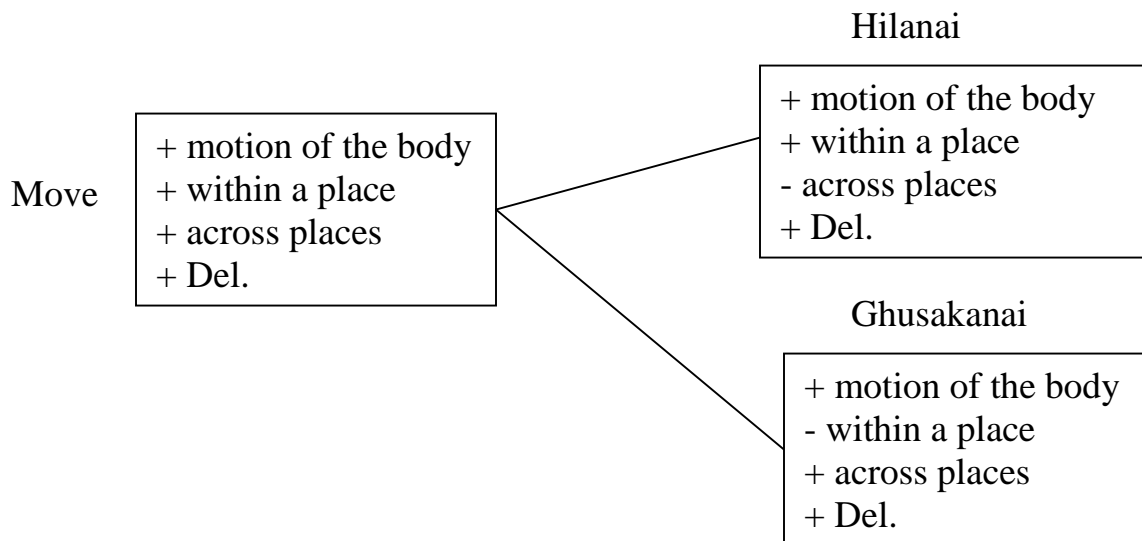 Move
+ motion of the body
+ within a place
+ across places
+ Del.
Hilanai
+ motion of the body
+ within a place
- across places
+ Del.
Ghusakanai
+ motion of the body
- within a place
+ across places
+ Del.